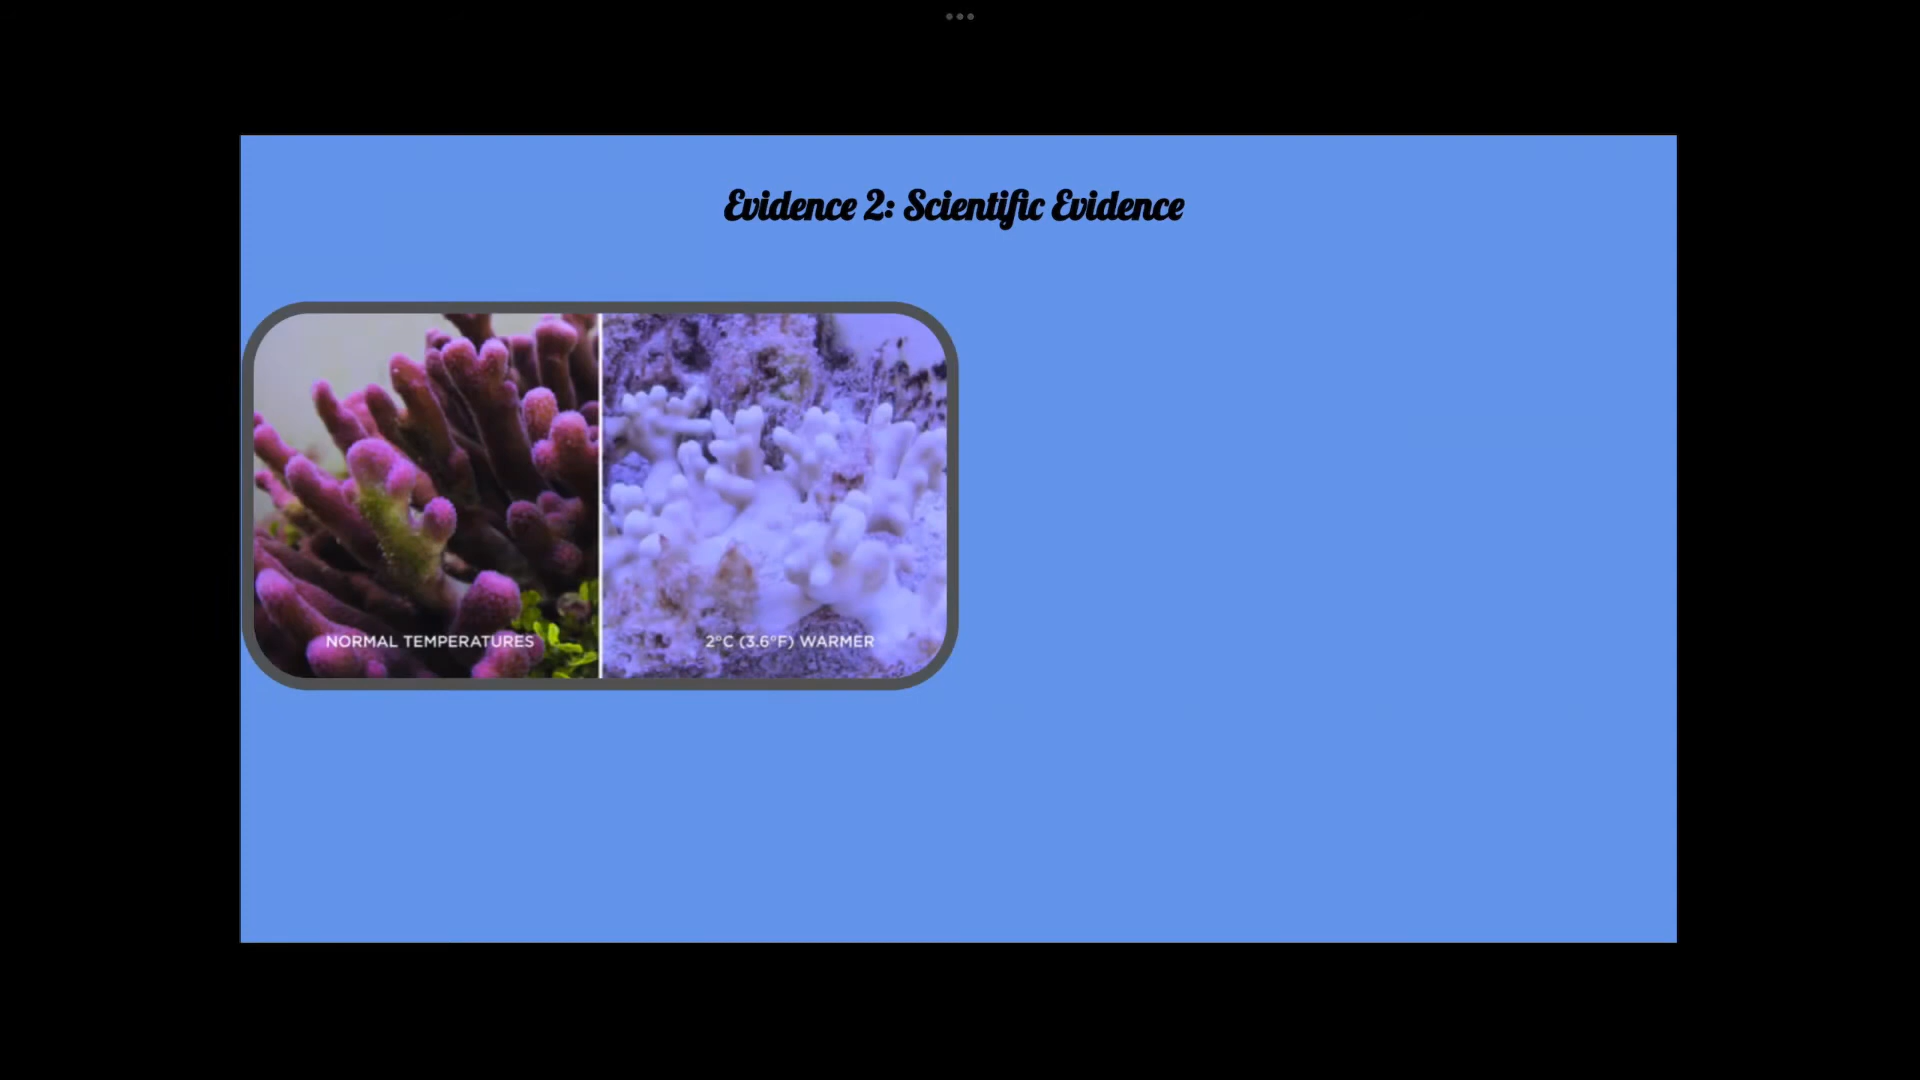 Evidence 2: Scientific Evidence
NORMAL TEMPERATURES
2°C (3.6°F) WARMER